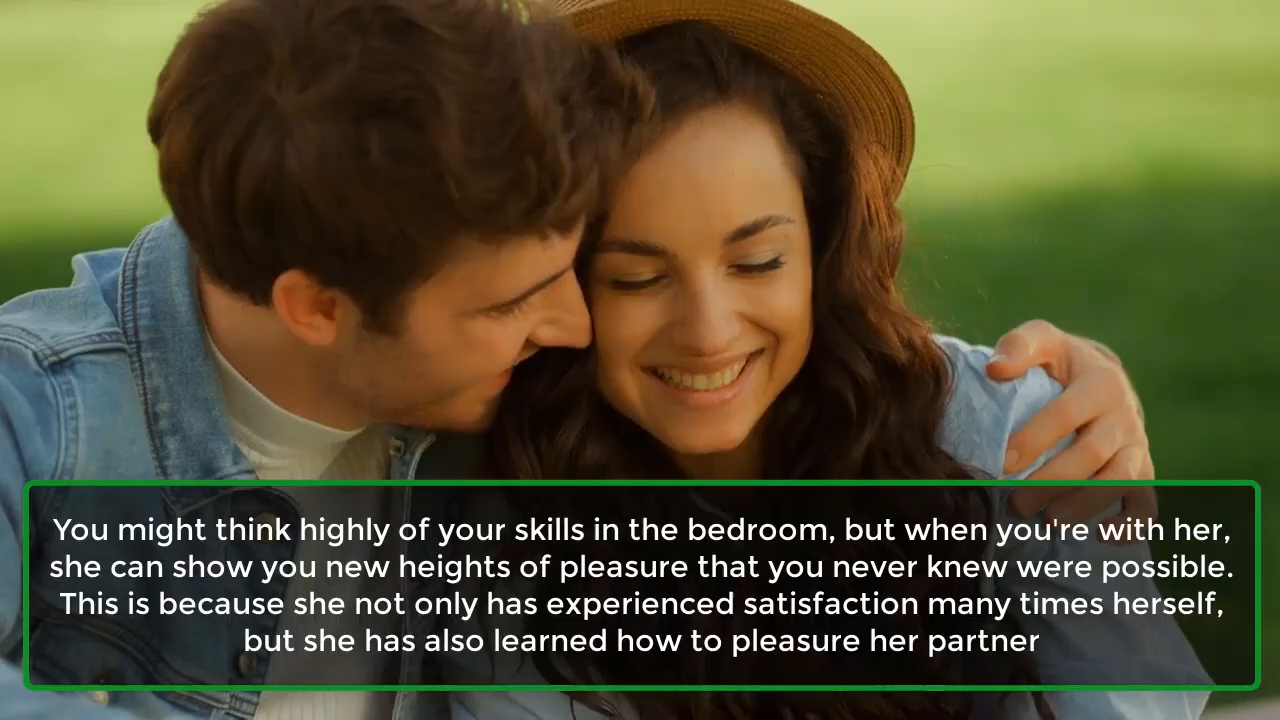 You might think highly of your skills in the bedroom, but when you're with her,
she can show you new heights of pleasure that you never knew were possible.
This is because she not only has experienced satisfaction many times herself,
but she has also learned how to pleasure her partner